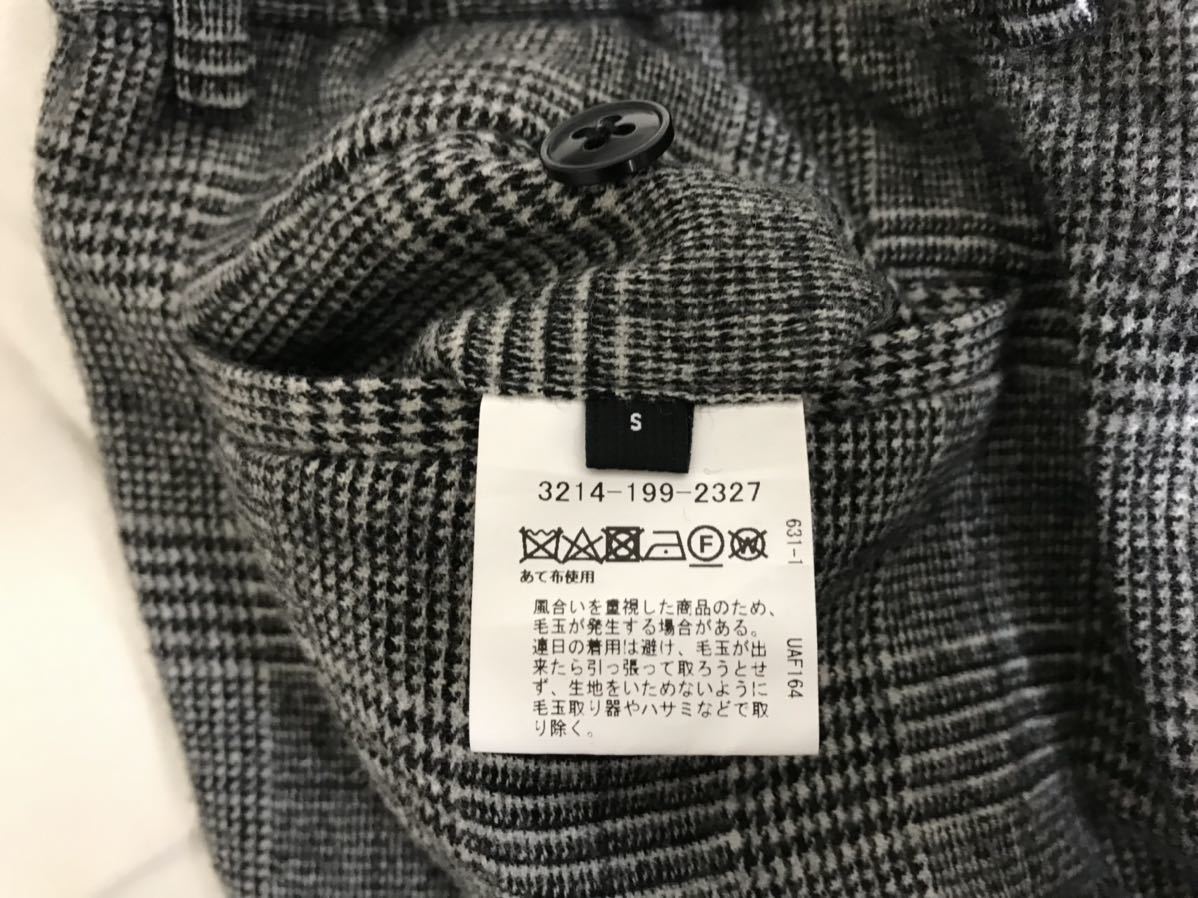 S
3214-199-2327
F W
あて布使用
風合いを重視した商品のため、
毛玉が発生する場合がある。
連日の着用は避け、毛玉が出
来たら引っ張って取ろうとせ
ず、生地をいためないように
毛玉取り器やハサミなどで取
り除く。
631-1
UAF164